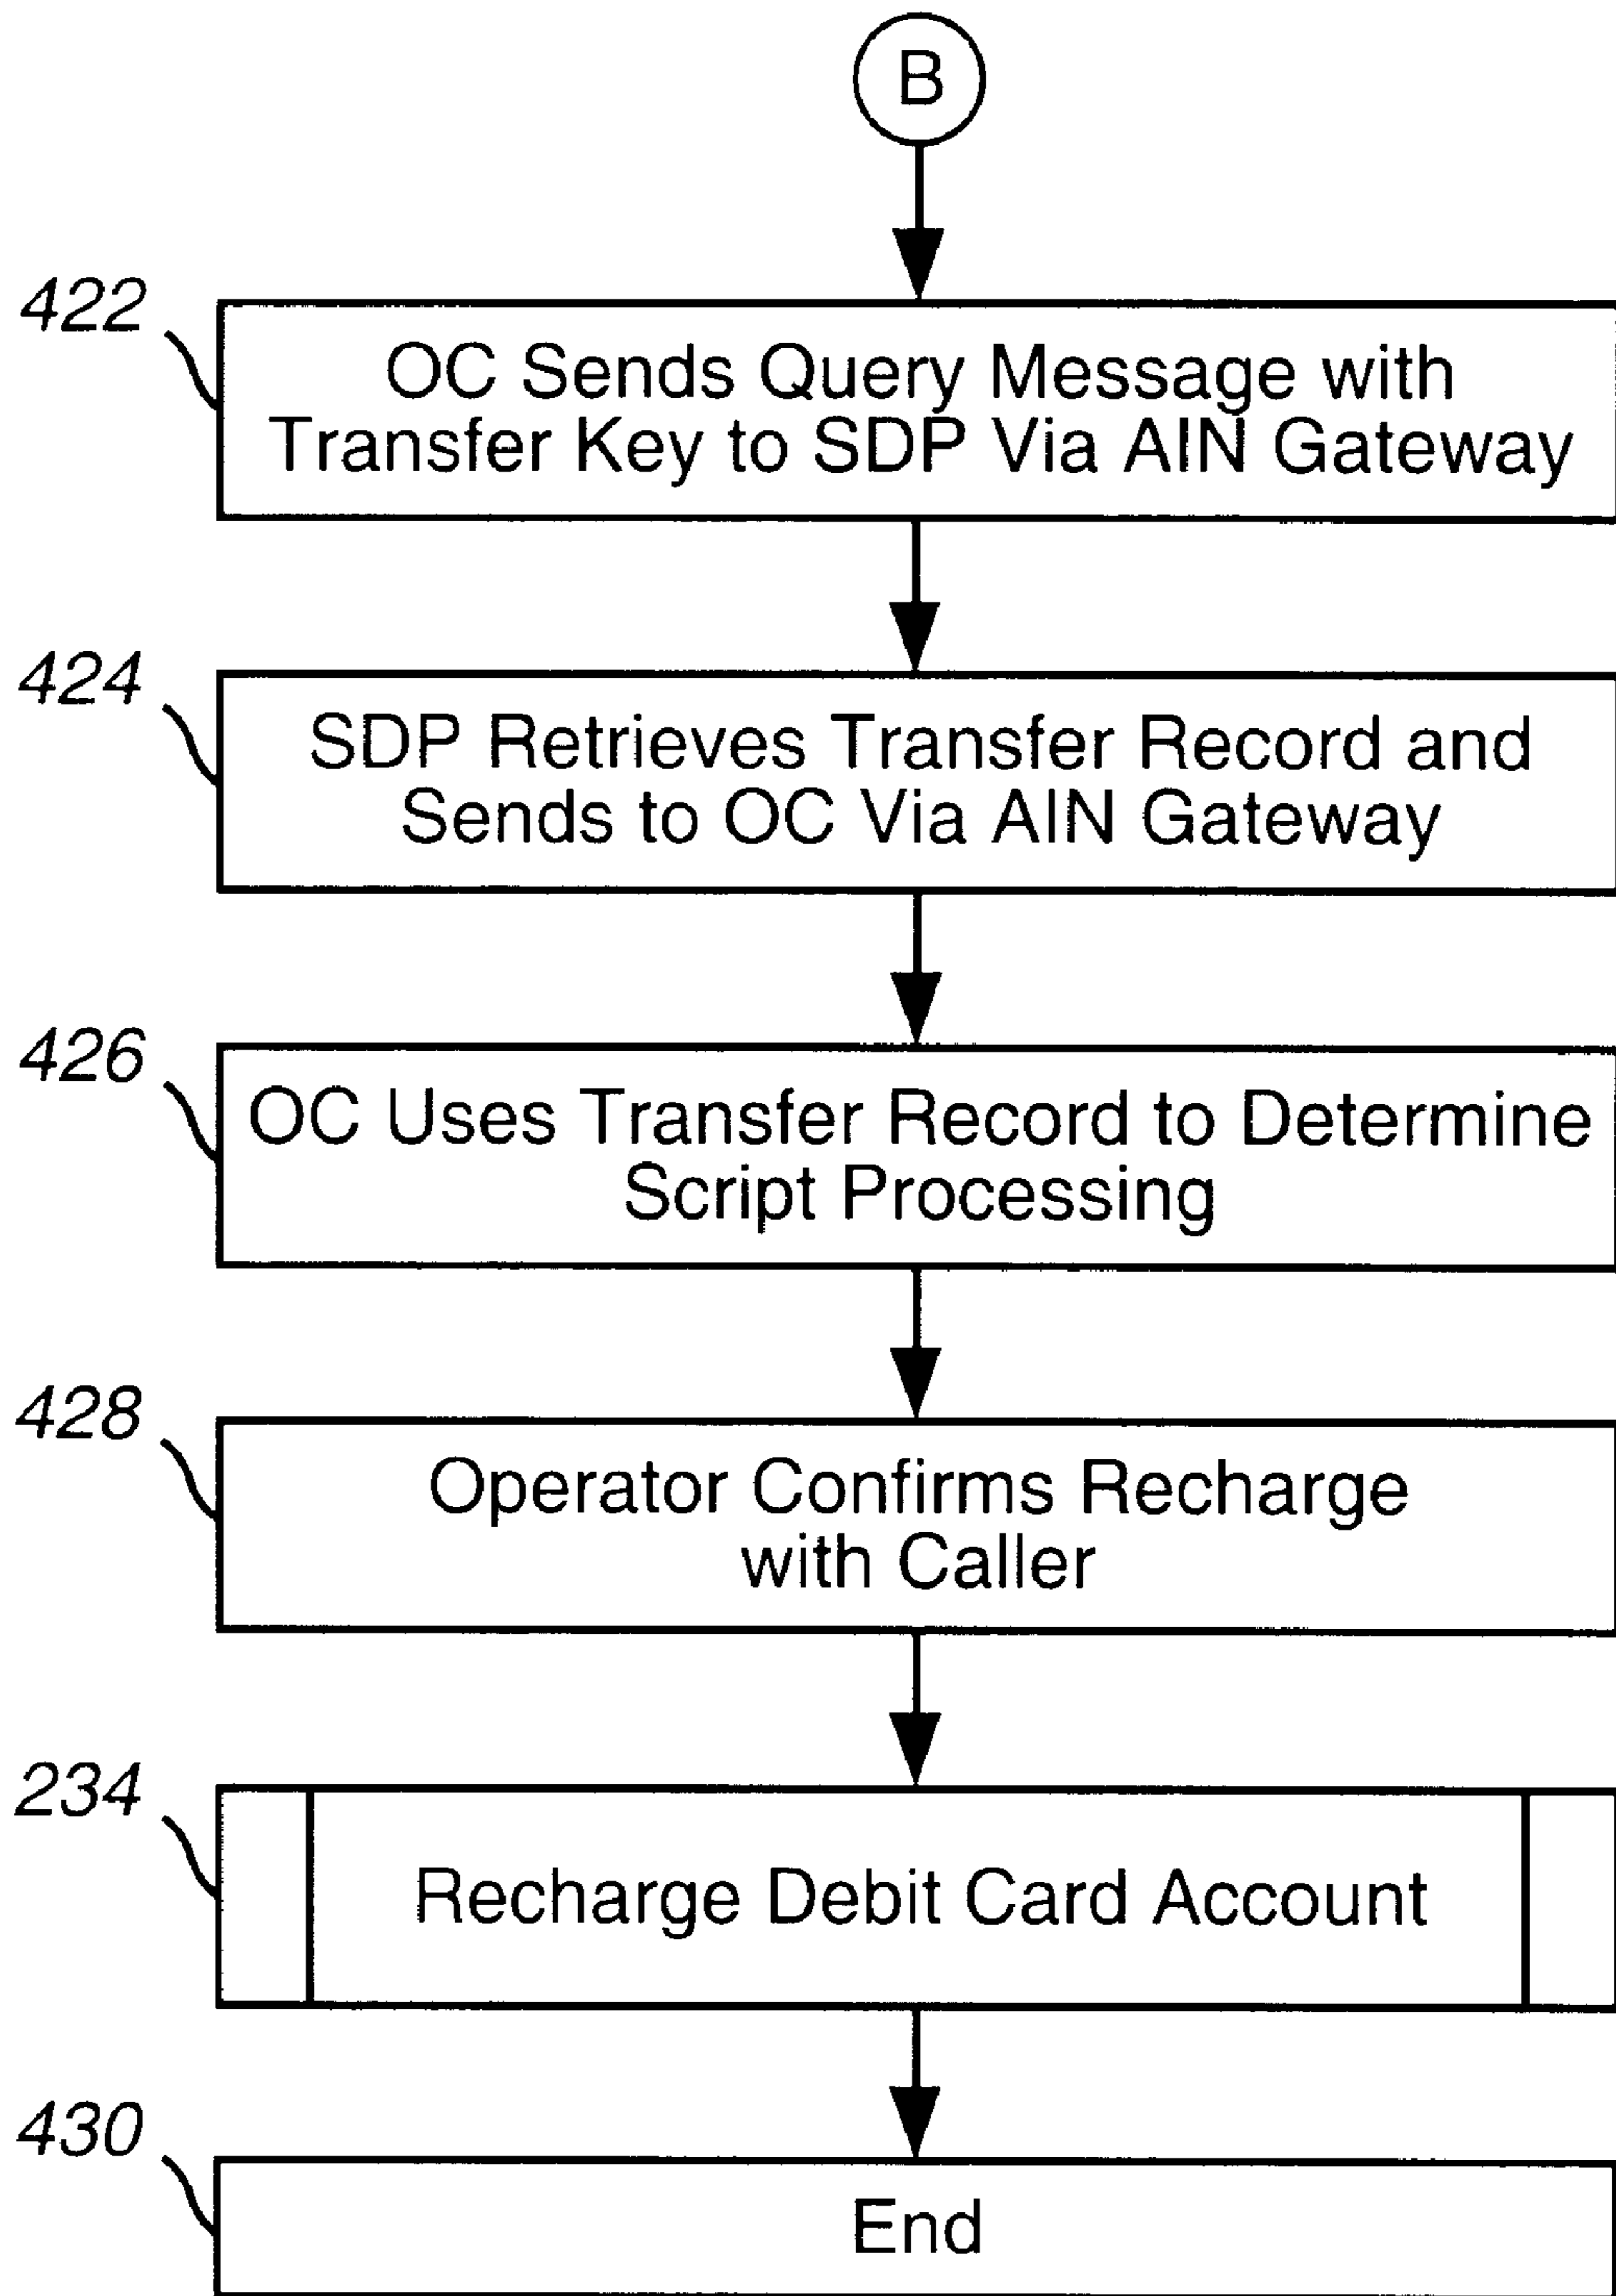 B
422
OC Sends Query Message with
Transfer Key to SDP Via AIN Gateway
424
SDP Retrieves Transfer Record and
Sends to OC Via AIN Gateway
426
OC Uses Transfer Record to Determine
Script Processing
428
Operator Confirms Recharge
with Caller
234
Recharge Debit Card Account
430
End